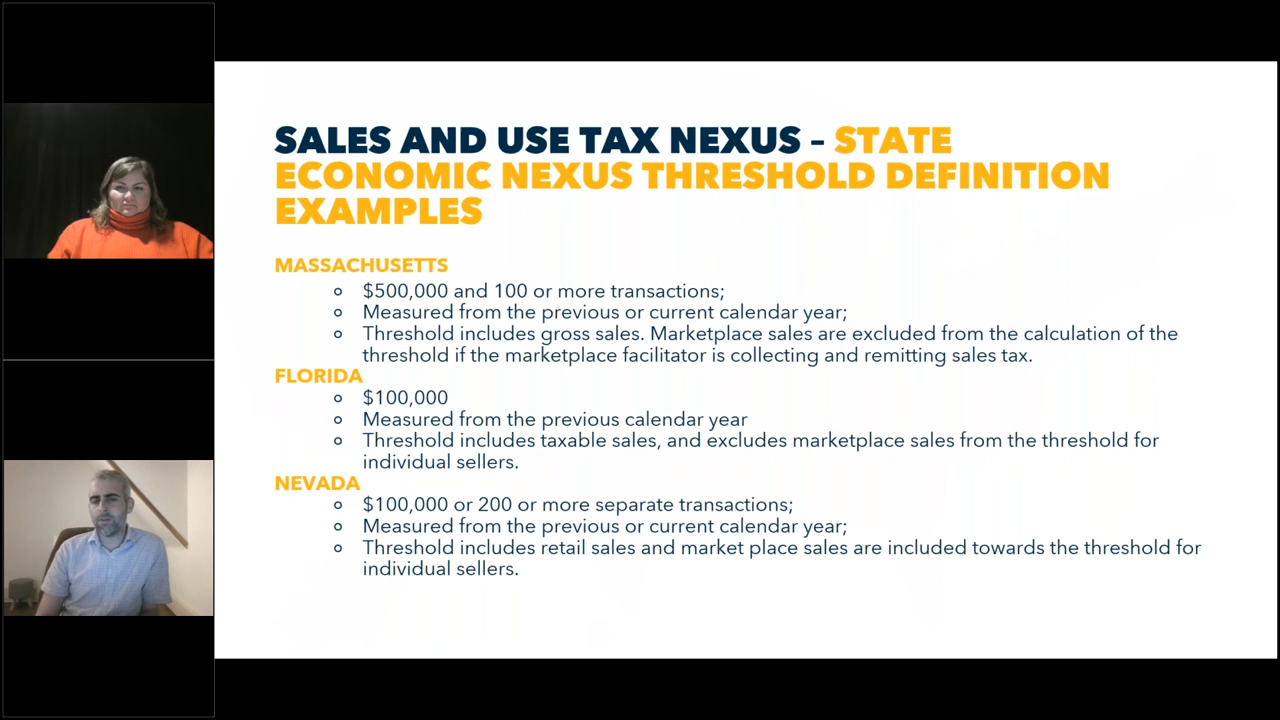 SALES AND USE TAX NEXUS – STATE
ECONOMIC NEXUS THRESHOLD DEFINITION
EXAMPLES
MASSACHUSETTS
$500,000 and 100 or more transactions;
Measured from the previous or current calendar year;
Threshold includes gross sales. Marketplace sales are excluded from the calculation of the
threshold if the marketplace facilitator is collecting and remitting sales tax.
FLORIDA
$100,000
Measured from the previous calendar year
Threshold includes taxable sales, and excludes marketplace sales from the threshold for
individual sellers.
NEVADA
$100,000 or 200 or more separate transactions;
Measured from the previous or current calendar year;
Threshold includes retail sales and market place sales are included towards the threshold for
individual sellers.